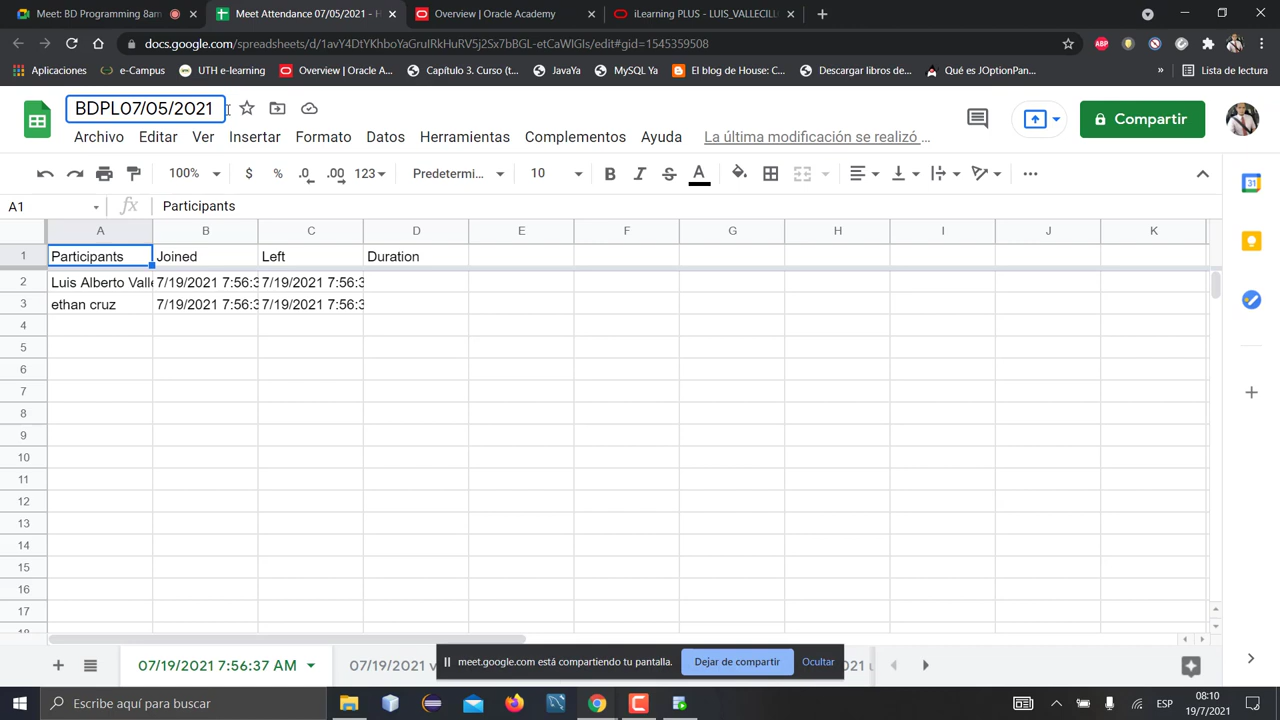 Meet: BD Programming 8am
Meet Attendance 07/05/2021 - H
Overview | Oracle Academy
iLearning PLUS - LUIS_VALLECILL
docs.google.com/spreadsheets/d/1avY4DtYKhboYaGruIRkHuRV5j2Sx7bBGL-etCaWIGIs/edit#gid=1545359508
ABP
Aplicaciones
e-Campus
UTH e-learning
Overview | Oracle A...
Capítulo 3. Curso (t...
JavaYa
MySQL Ya
El blog de House: C...
Descargar libros de...
Qué es JOptionPan...
»
Lista de lectura
BDPL07/05/2021
Archivo Editar Ver Insertar Formato Datos Herramientas Complementos Ayuda
La última modificación se realizó ...
Compartir
100% $ % .0 .00 123 Predetermi... 10 B I S A
A1 fx Participants
A B C D E F G H I J K
1 Participants Joined Left Duration
2 Luis Alberto Valle 7/19/2021 7:56:3 7/19/2021 7:56:3
3 ethan cruz 7/19/2021 7:56:3 7/19/2021 7:56:3
4
5
6
7
8
9
10
11
12
13
14
15
16
17
18
07/19/2021 7:56:37 AM
07/19/2021 v
meet.google.com está compartiendo tu pantalla.
Dejar de compartir
Ocultar
Escribe aquí para buscar
ESP
08:10
19/7/2021